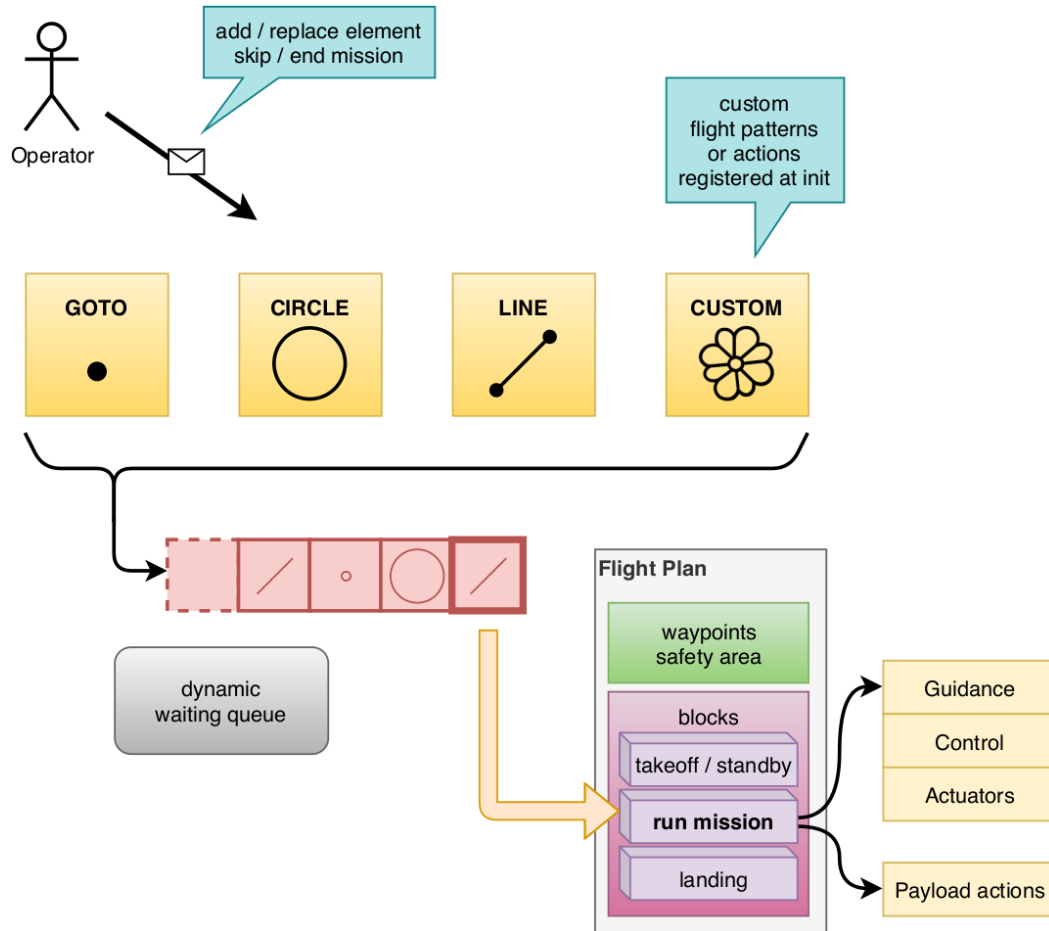 add / replace element
skip / end mission
Operator
custom
flight patterns
or actions
registered at init
GOTO
CIRCLE
LINE
CUSTOM
Flight Plan
waypoints
safety area
dynamic
waiting queue
blocks
takeoff / standby
run mission
landing
Guidance
Control
Actuators
Payload actions